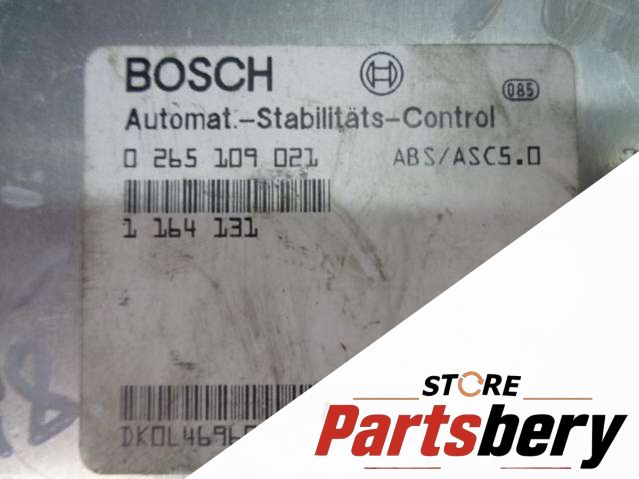 BOSCH
085
Automat.-Stabilitäts-Control
0 265 109 021 ABS/ASC5.0
1 164 131
STORE
Partsbery